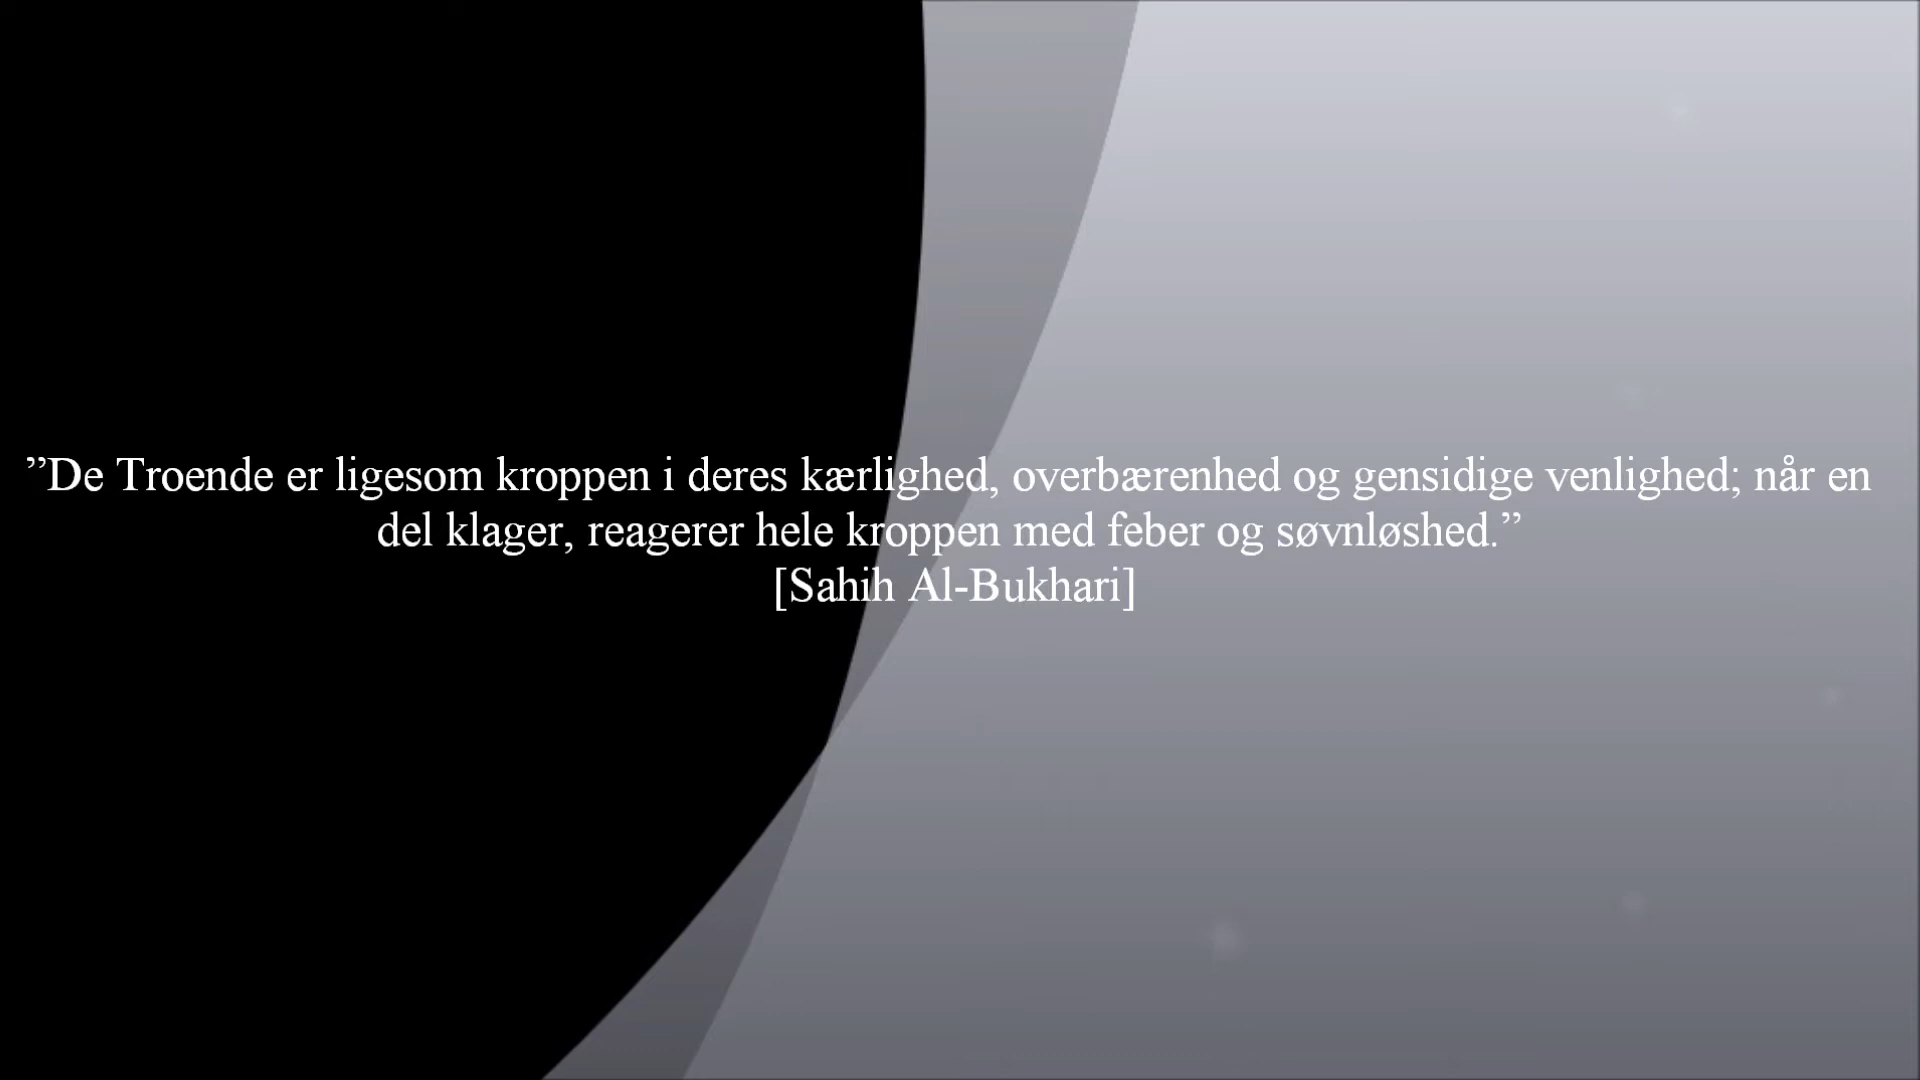 ”De Troende er ligesom kroppen i deres kærlighed, overbærenhed og gensidige venlighed; når en
del klager, reagerer hele kroppen med feber og søvnløshed.”
[Sahih Al-Bukhari]